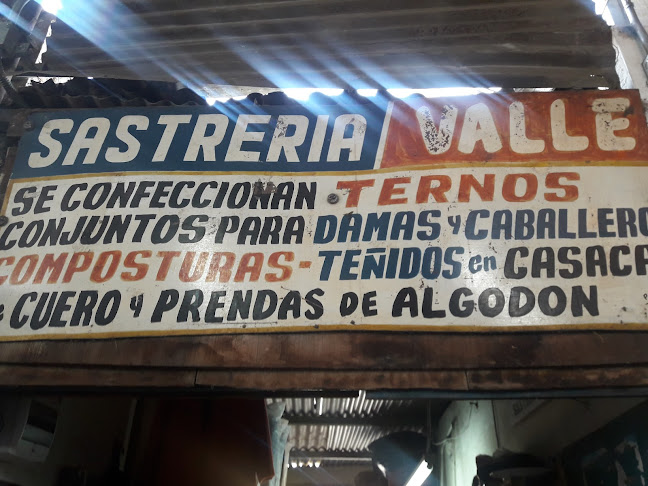 SASTRERIA VALLE
SE CONFECCIONAN TERNOS
CONJUNTOS PARA DAMAS y CABALLERO
COMPOSTURAS - TEÑIDOS en CASACA
CUERO y PRENDAS DE ALGODON